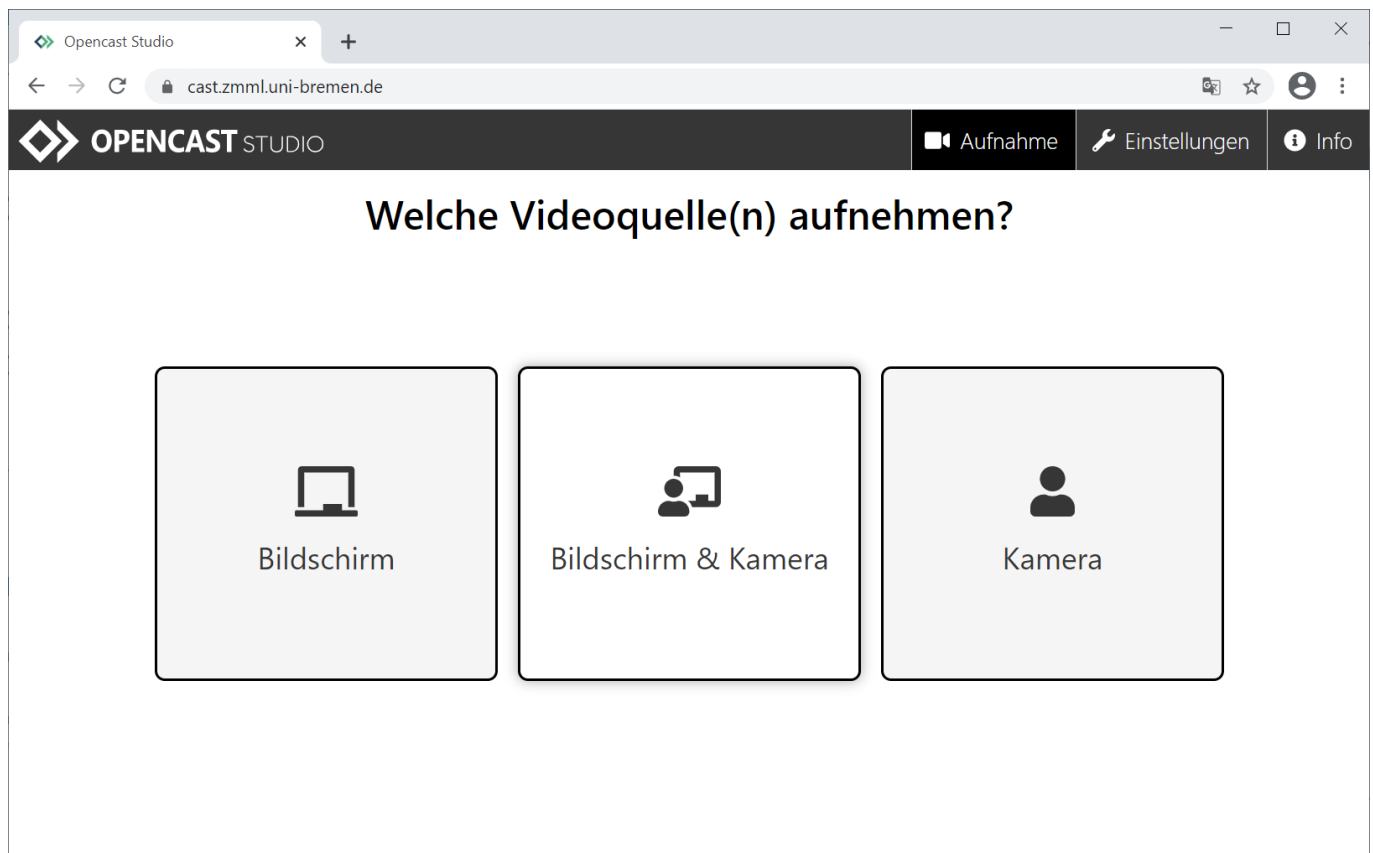 Opencast Studio
cast.zmml.uni-bremen.de
OPENCAST STUDIO Aufnahme Einstellungen Info
Welche Videoquelle(n) aufnehmen?
Bildschirm Bildschirm & Kamera Kamera